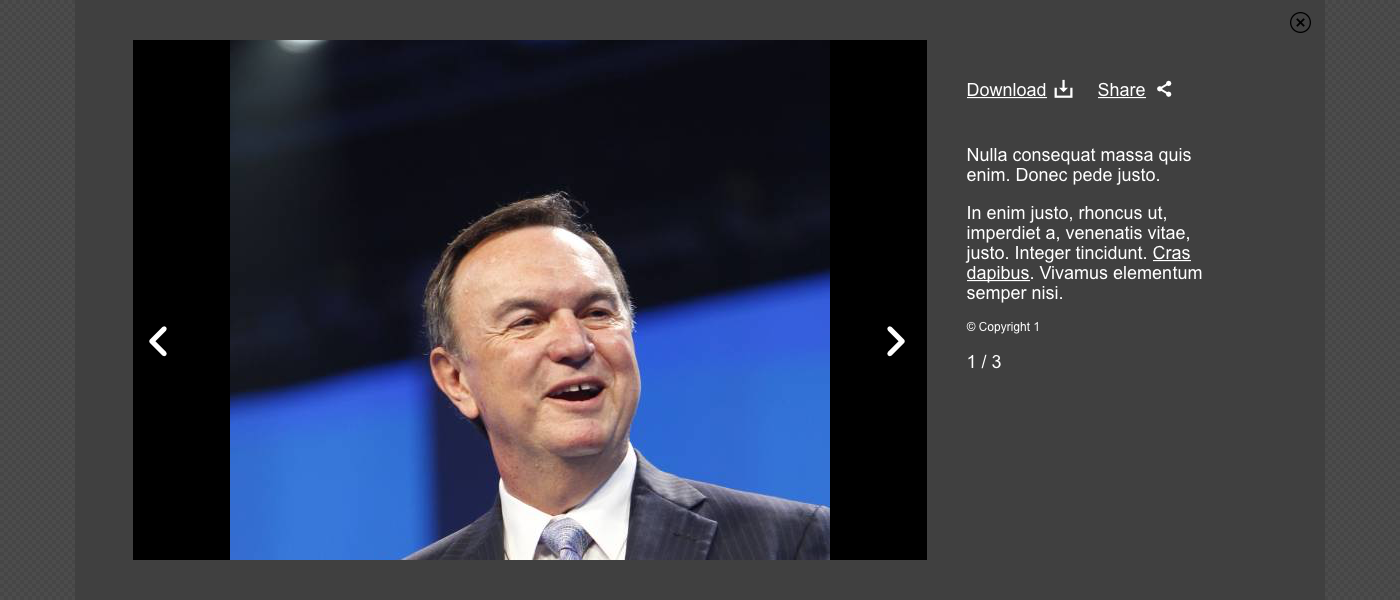 Download
Share
Nulla consequat massa quis
enim. Donec pede justo.
In enim justo, rhoncus ut,
imperdiet a, venenatis vitae,
justo. Integer tincidunt. Cras
dapibus. Vivamus elementum
semper nisi.
© Copyright 1
1 / 3